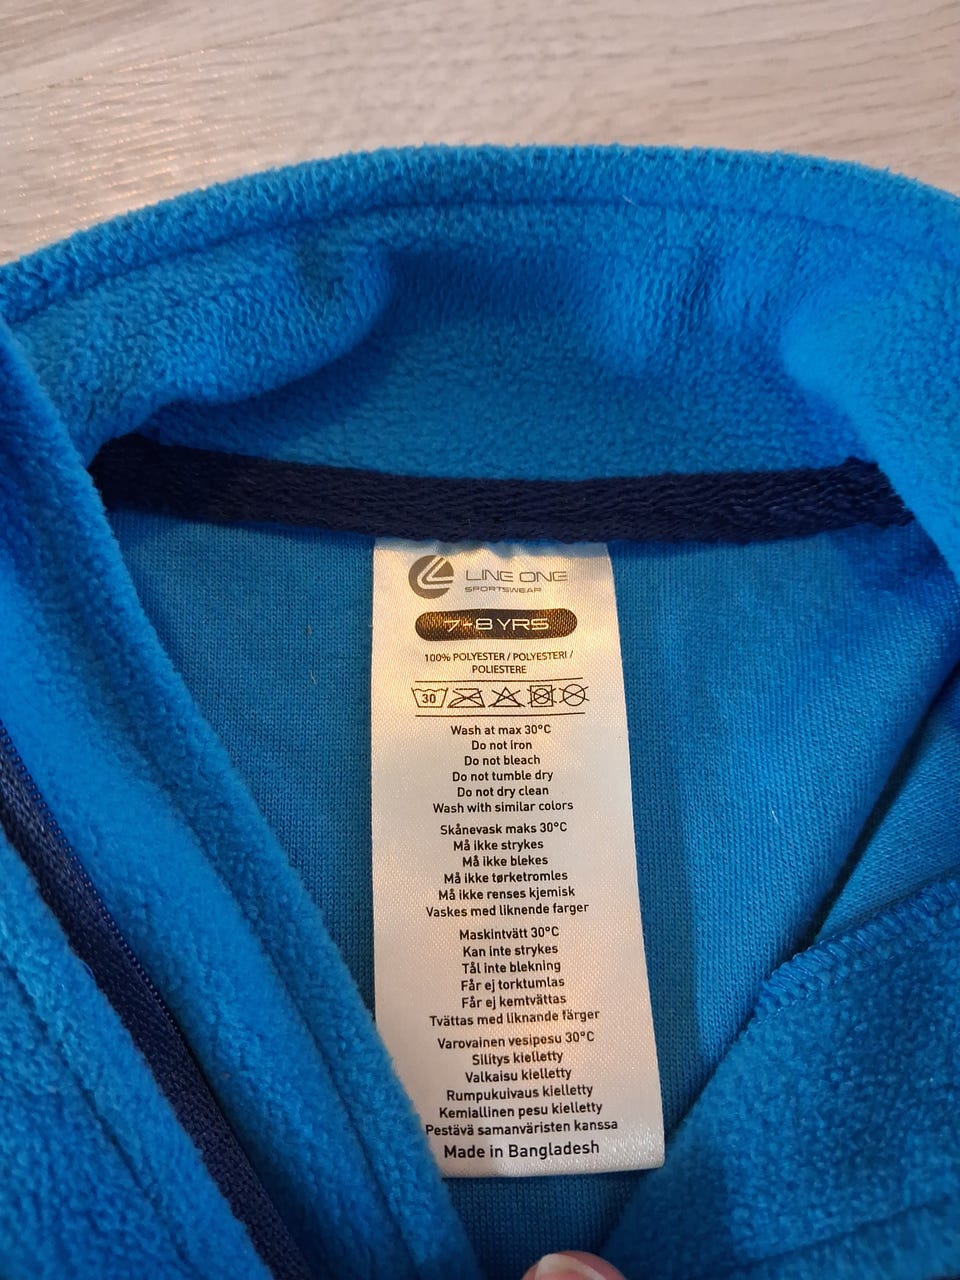 LINE ONE
SPORTSWEAR
7-8 YRS
100% POLYESTER / POLYESTERI /
POLIESTERE
30
Wash at max 30°C
Do not iron
Do not bleach
Do not tumble dry
Do not dry clean
Wash with similar colors
Skånevask maks 30°C
Må ikke strykes
Må ikke blekes
Må ikke tørketromles
Må ikke renses kjemisk
Vaskes med liknende farger
Maskintvätt 30°C
Kan inte strykes
Tål inte blekning
Får ej torktumlas
Får ej kemtvättas
Tvättas med liknande färger
Varovainen vesipesu 30°C
Silitys kielletty
Valkaisu kielletty
Rumpukuivaus kielletty
Kemiallinen pesu kielletty
Pestävä samanväristen kanssa
Made in Bangladesh